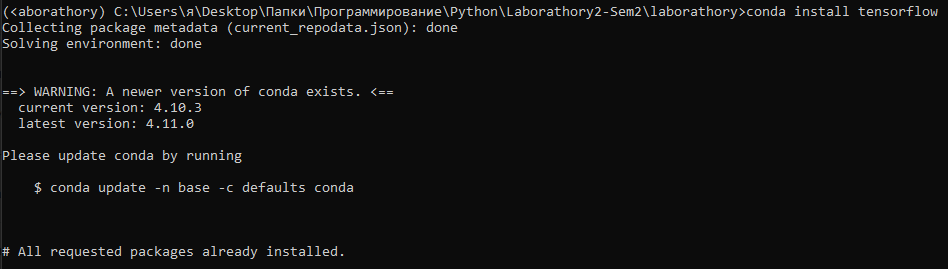 (<aborathory) C:\Users\я\Desktop\Папки\Программирование\Python\Laborathory2-Sem2\laborathory>conda install tensorflow
Collecting package metadata (current_repodata.json): done
Solving environment: done
==> WARNING: A newer version of conda exists. <==
current version: 4.10.3
latest version: 4.11.0
Please update conda by running
$ conda update -n base -c defaults conda
# All requested packages already installed.